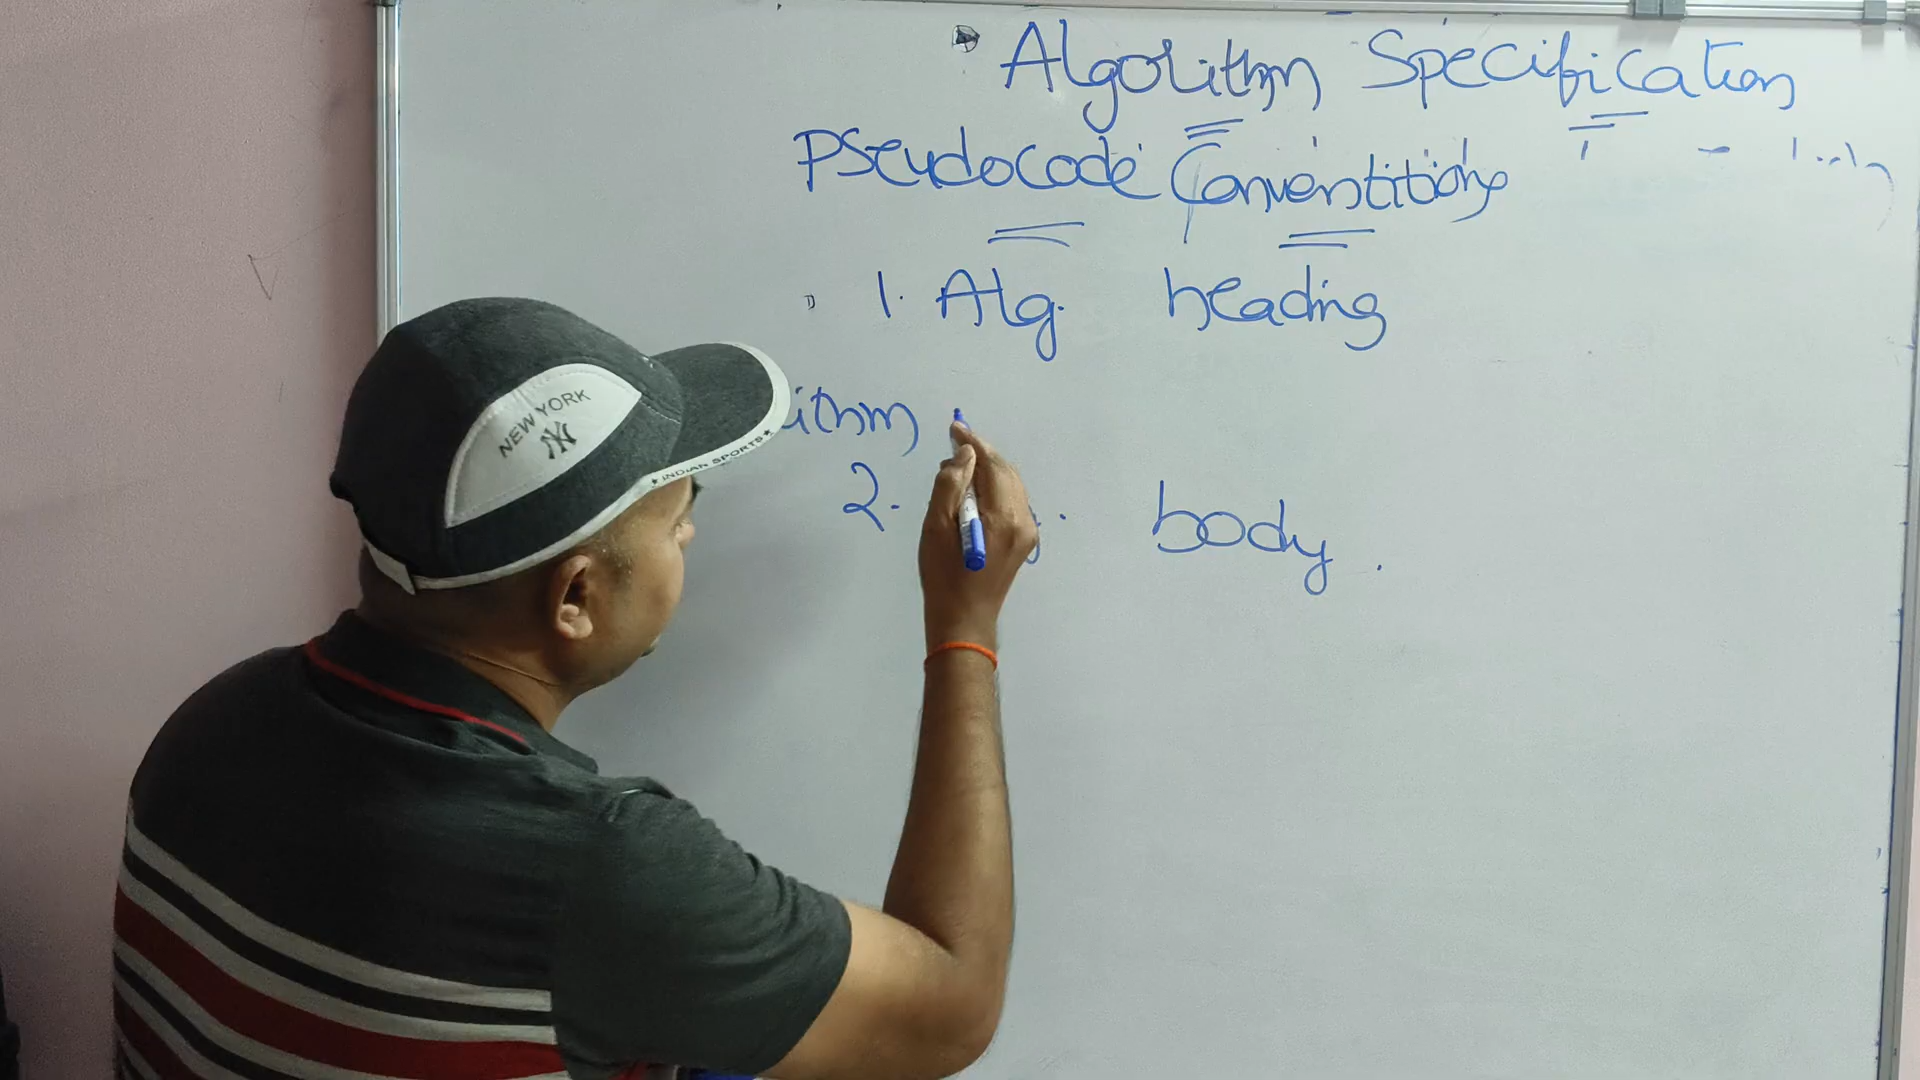 Algorithm Specification
Pseudocode Conventitions
1. Alg. heading
ithm
2. body.
NEW YORK
NY
★ INDIAN SPORTS ★